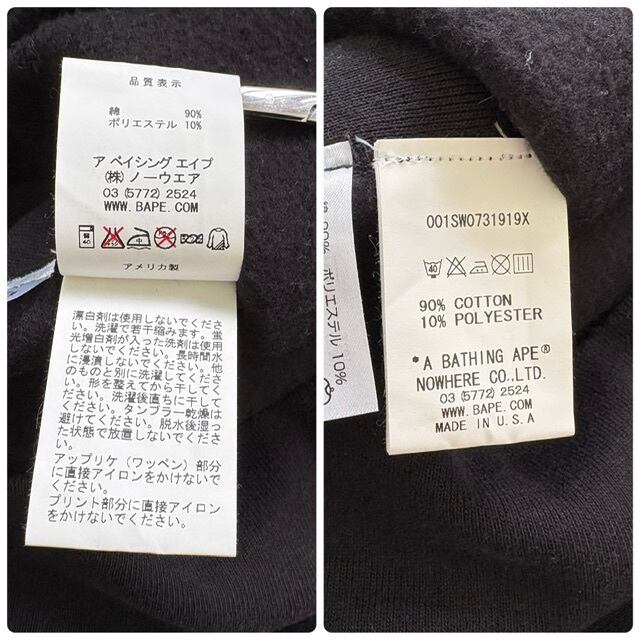 品質表示
綿 90%
ポリエステル 10%
ア ベイシング エイプ
(株) ノーウエア
03 (5772) 2524
WWW. BAPE. COM
40
アメリカ製
漂白剤は使用しないでくださ
い。洗濯で若干縮みます。蛍
光増白剤が入った洗剤は使用
しないでください。長時間水
に浸漬しないでください。他
のものと別に洗濯してくださ
い。形を整えてから干してく
ださい。洗濯後直ちに干して
ください。タンブラー乾燥は
避けてください。脱水後湿っ
た状態で放置しないでくださ
い。
アップリケ（ワッペン）部分
に直接アイロンをかけないで
ください。
プリント部分に直接アイロン
をかけないでください。
綿 90%
ポリエステル 10%
001SW0731919X
40
90% COTTON
10% POLYESTER
*A BATHING APE®
NOWHERE CO.,LTD.
03 (5772) 2524
WWW. BAPE. COM
MADE IN U. S. A